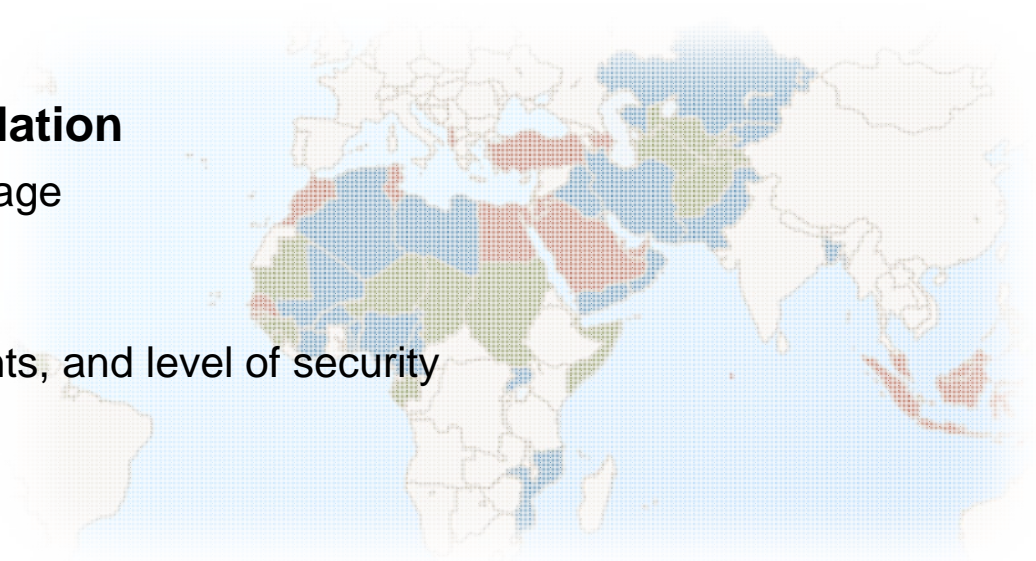 lation
age
nts, and level of security